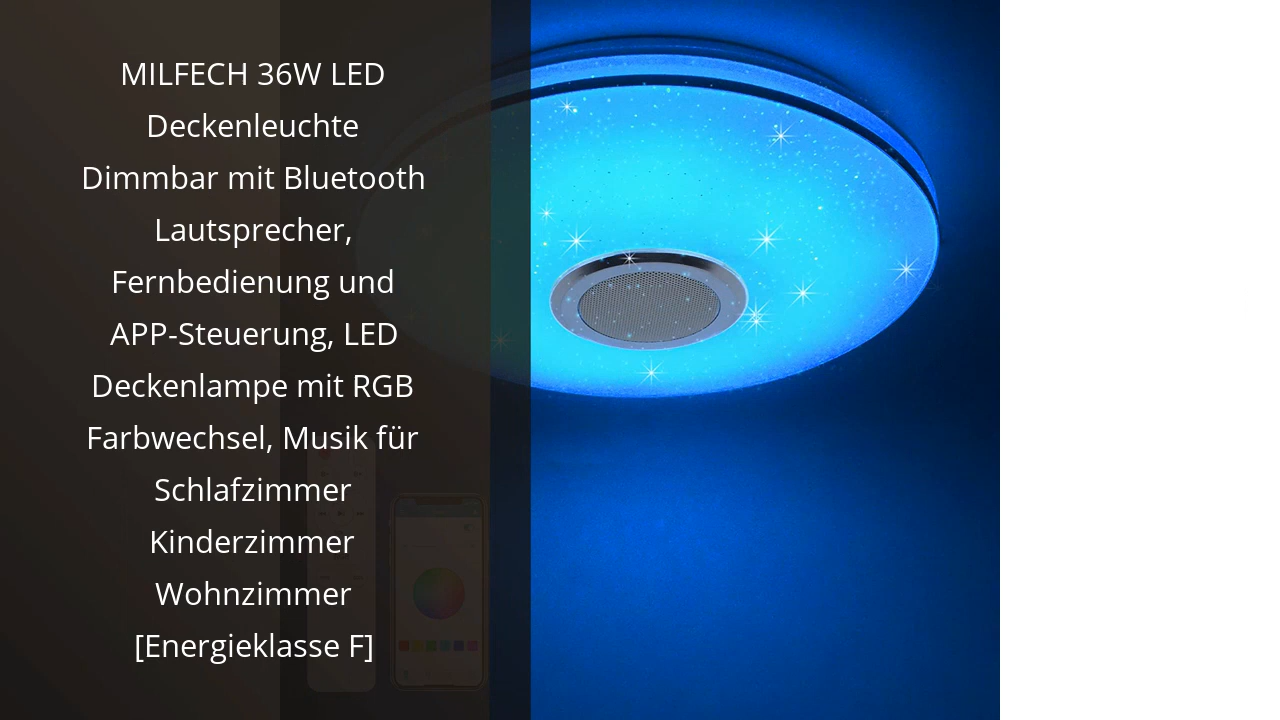 MILFECH 36W LED
Deckenleuchte
Dimmbar mit Bluetooth
Lautsprecher,
Fernbedienung und
APP-Steuerung, LED
Deckenlampe mit RGB
Farbwechsel, Musik für
Schlafzimmer
Kinderzimmer
Wohnzimmer
[Energieklasse F]